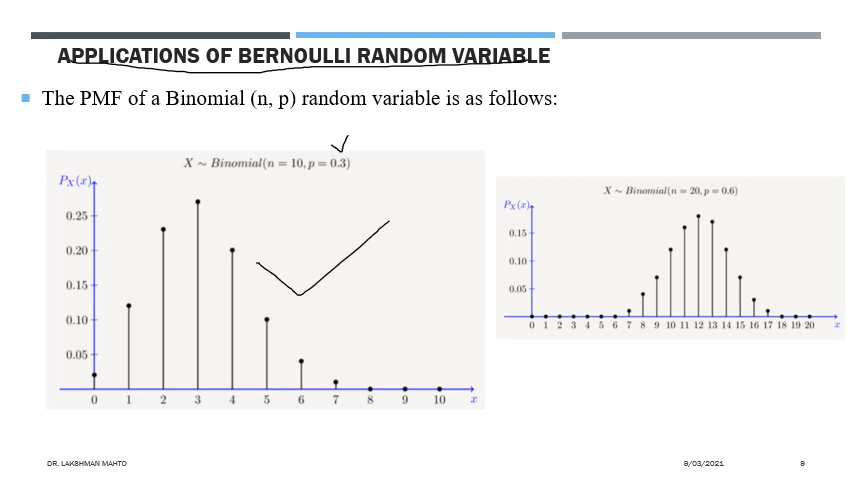 APPLICATIONS OF BERNOULLI RANDOM VARIABLE
The PMF of a Binomial (n, p) random variable is as follows:
X ∼ Binomial(n = 10, p = 0.3)
P_X(x)
0.25
0.20
0.15
0.10
0.05
0 1 2 3 4 5 6 7 8 9 10 x
X ∼ Binomial(n = 20, p = 0.6)
P_X(x)
0.15
0.10
0.05
0 1 2 3 4 5 6 7 8 9 10 11 12 13 14 15 16 17 18 19 20 x
DR. LAKSHMAN MAHTO 9/03/2021 9